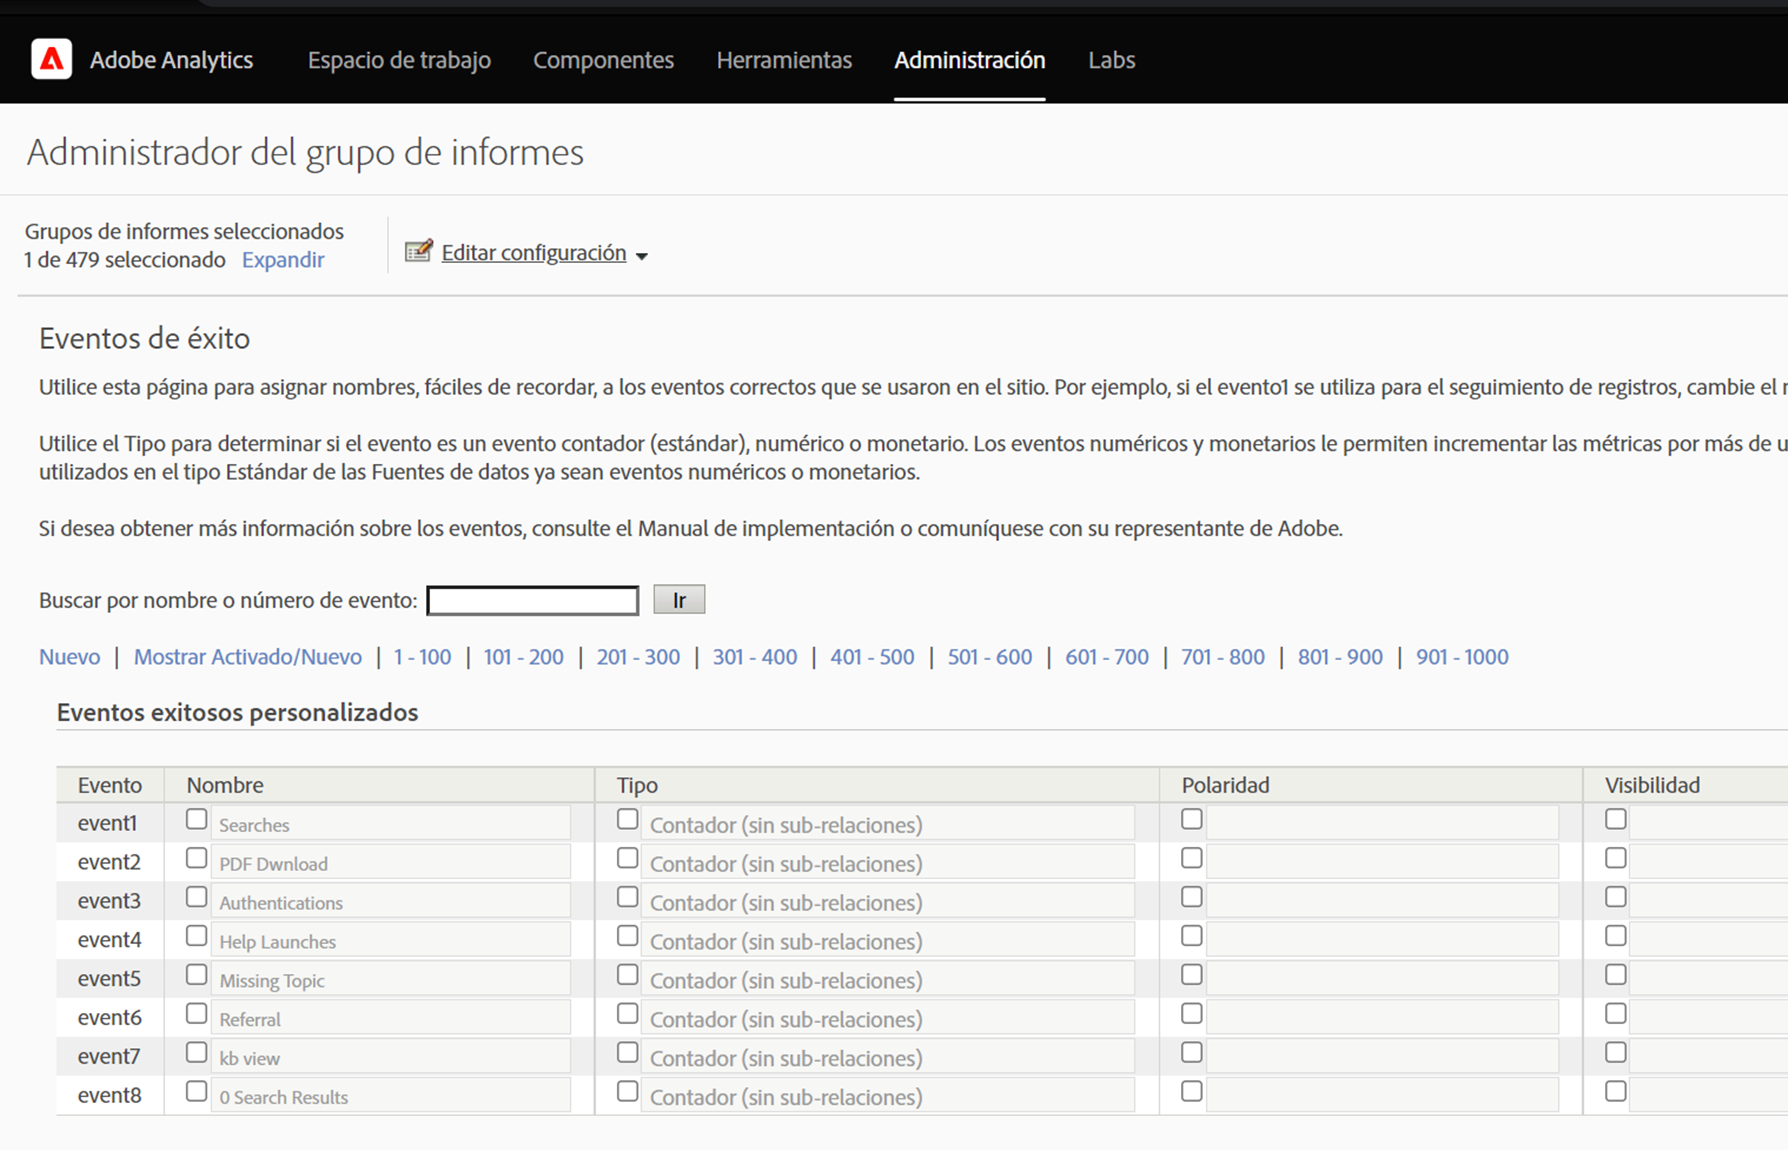 Adobe Analytics Espacio de trabajo Componentes Herramientas Administración Labs
Administrador del grupo de informes
Grupos de informes seleccionados
1 de 479 seleccionado Expandir
Editar configuración
Eventos de éxito
Utilice esta página para asignar nombres, fáciles de recordar, a los eventos correctos que se usaron en el sitio. Por ejemplo, si el evento1 se utiliza para el seguimiento de registros, cambie el
Utilice el Tipo para determinar si el evento es un evento contador (estándar), numérico o monetario. Los eventos numéricos y monetarios le permiten incrementar las métricas por más de
utilizados en el tipo Estándar de las Fuentes de datos ya sean eventos numéricos o monetarios.
Si desea obtener más información sobre los eventos, consulte el Manual de implementación o comuníquese con su representante de Adobe.
Buscar por nombre o número de evento: Ir
Nuevo | Mostrar Activado/Nuevo | 1 - 100 | 101 - 200 | 201 - 300 | 301 - 400 | 401 - 500 | 501 - 600 | 601 - 700 | 701 - 800 | 801 - 900 | 901 - 1000
Eventos exitosos personalizados
Evento Nombre Tipo Polaridad Visibilidad
event1 Searches Contador (sin sub-relaciones)
event2 PDF Dwnload Contador (sin sub-relaciones)
event3 Authentications Contador (sin sub-relaciones)
event4 Help Launches Contador (sin sub-relaciones)
event5 Missing Topic Contador (sin sub-relaciones)
event6 Referral Contador (sin sub-relaciones)
event7 kb view Contador (sin sub-relaciones)
event8 0 Search Results Contador (sin sub-relaciones)